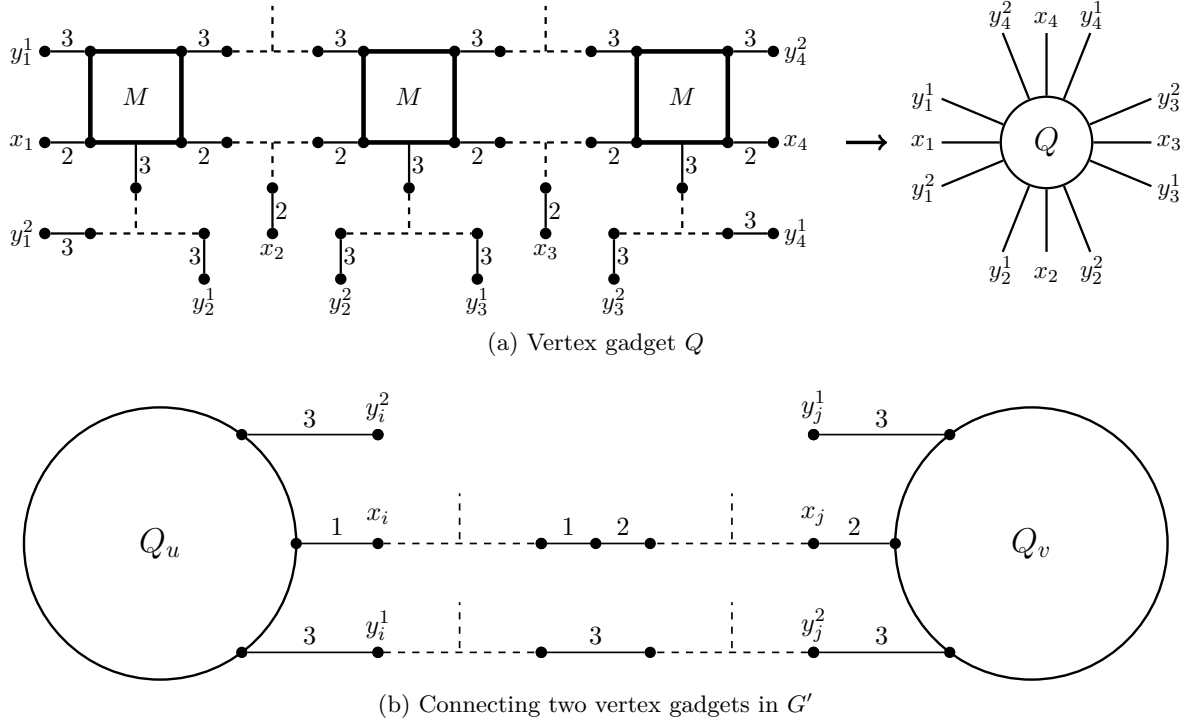 y_4^2 x_4 y_4^1
y_1^1 3 3 3 3 3 3 y_4^2
M M M
y_1^1 y_3^2
x_1 2 2 2 2 2 2 x_4 x_1 Q x_3
3 3 3
y_1^2 y_3^1
2 2
y_1^2 3 x_2 x_3 3 y_4^1
3 3 3 3
y_2^1 x_2 y_2^2
y_2^1 y_2^2 y_3^1 y_3^2
(a) Vertex gadget Q
3 y_i^2 y_j^1 3
Q_u 1 x_i 1 2 x_j 2 Q_v
3 y_i^1 3 y_j^2 3
(b) Connecting two vertex gadgets in G′